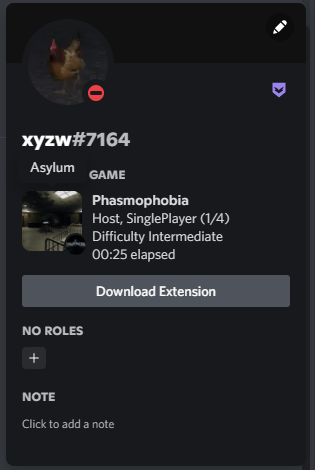 xyzw#7164
Asylum
GAME
Phasmophobia
Host, SinglePlayer (1/4)
Difficulty Intermediate
00:25 elapsed
Download Extension
NO ROLES
+
NOTE
Click to add a note